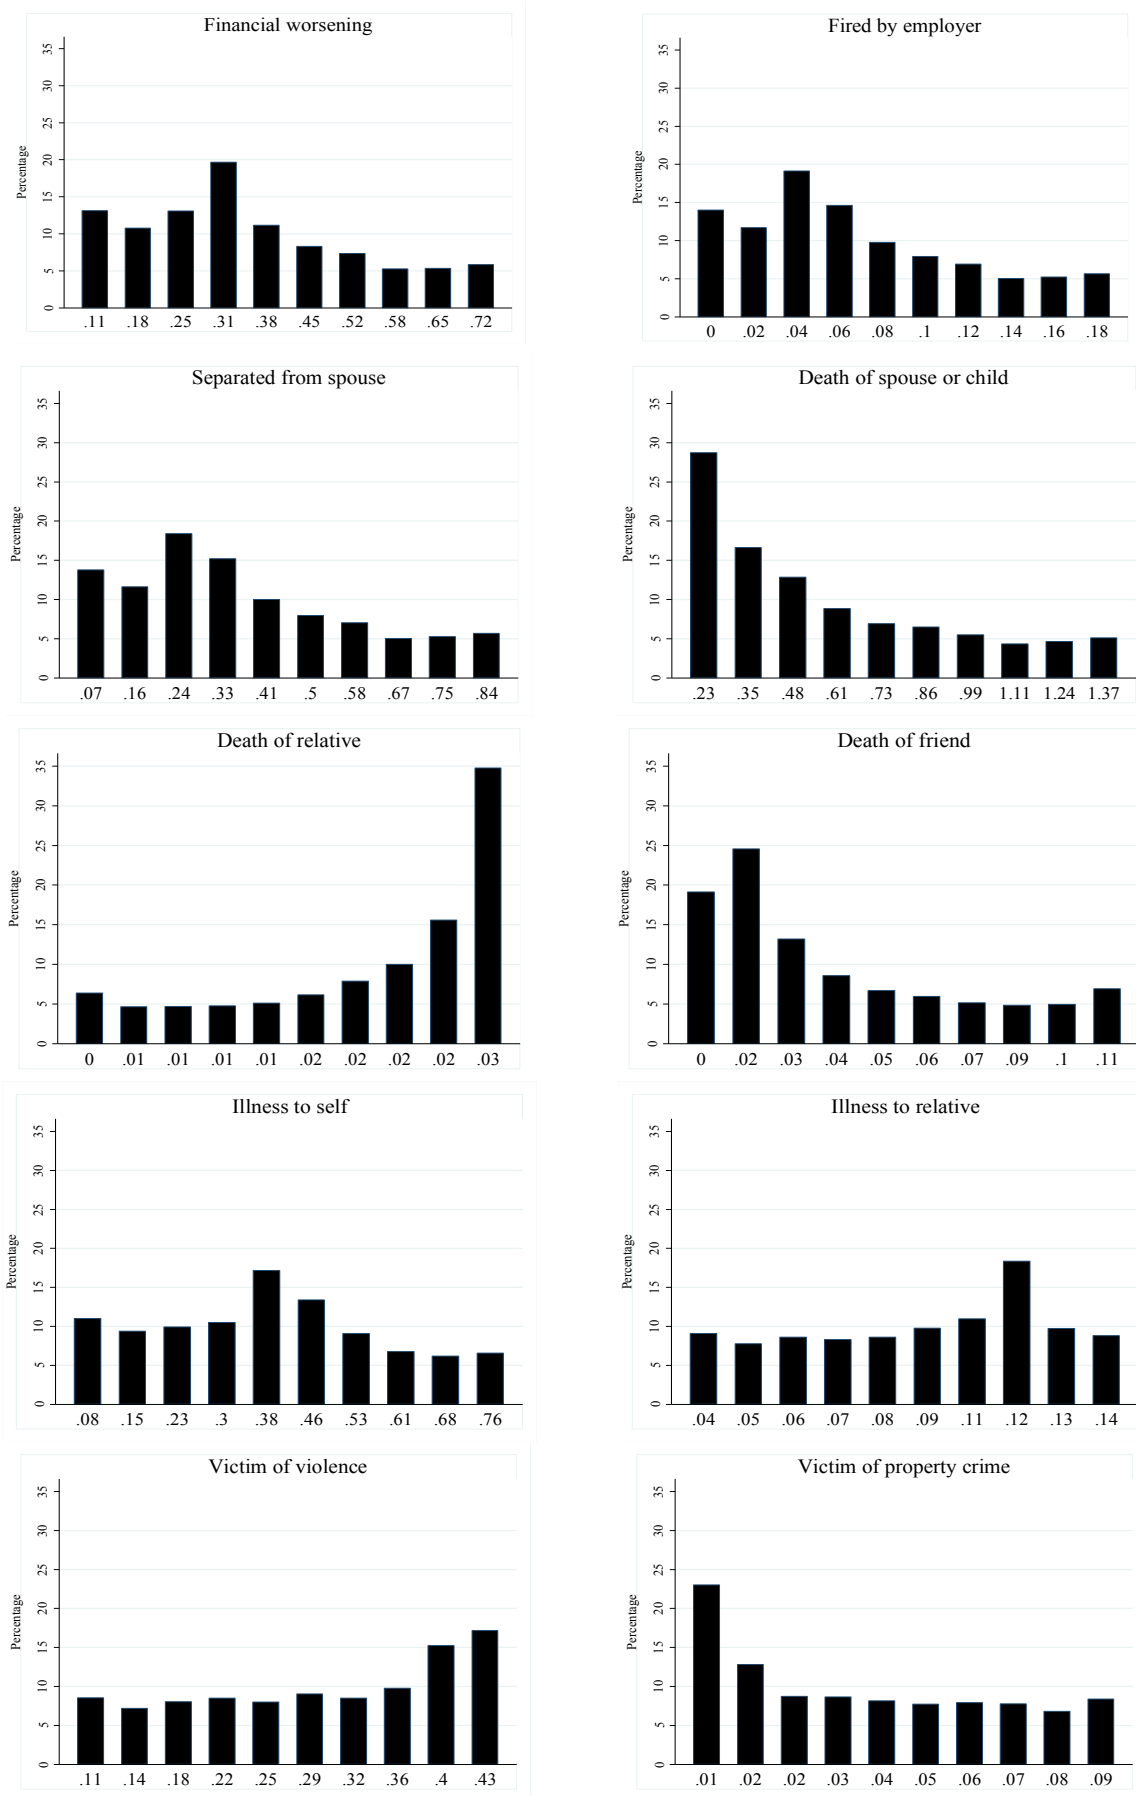 Financial worsening
Percentage
0 5 10 15 20 25 30 35
.11 .18 .25 .31 .38 .45 .52 .58 .65 .72
Fired by employer
Percentage
0 5 10 15 20 25 30 35
0 .02 .04 .06 .08 .1 .12 .14 .16 .18
Separated from spouse
Percentage
0 5 10 15 20 25 30 35
.07 .16 .24 .33 .41 .5 .58 .67 .75 .84
Death of spouse or child
Percentage
0 5 10 15 20 25 30 35
.23 .35 .48 .61 .73 .86 .99 1.11 1.24 1.37
Death of relative
Percentage
0 5 10 15 20 25 30 35
0 .01 .01 .01 .01 .02 .02 .02 .02 .03
Death of friend
Percentage
0 5 10 15 20 25 30 35
0 .02 .03 .04 .05 .06 .07 .09 .1 .11
Illness to self
Percentage
0 5 10 15 20 25 30 35
.08 .15 .23 .3 .38 .46 .53 .61 .68 .76
Illness to relative
Percentage
0 5 10 15 20 25 30 35
.04 .05 .06 .07 .08 .09 .11 .12 .13 .14
Victim of violence
Percentage
0 5 10 15 20 25 30 35
.11 .14 .18 .22 .25 .29 .32 .36 .4 .43
Victim of property crime
Percentage
0 5 10 15 20 25 30 35
.01 .02 .02 .03 .04 .05 .06 .07 .08 .09